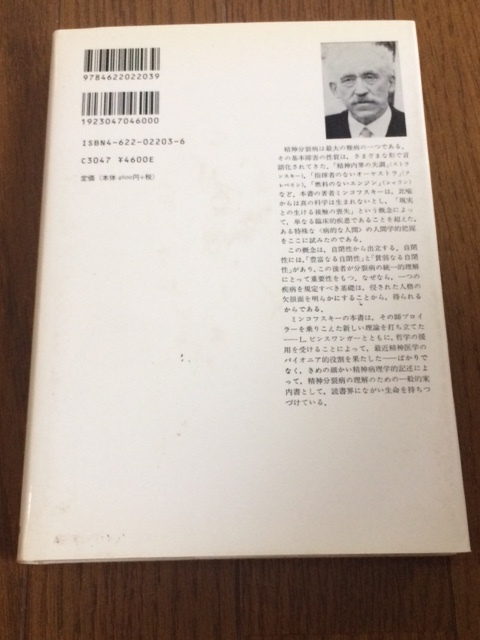 9784622022039
1923047046000
ISBN4-622-02203-6
C3047 ¥4600E
定価(本体 4600円+税)
精神分裂病は最大の難病の一つである。
その基本障害の性質は、さまざまな形で言
語化されてきた。「精神内界の失調」(ストラ
ンスキー)、「指揮者のないオーケストラ」(ク
レペリン)、「燃料のないエンジン」(シャラン)
など。本書の著者ミンコフスキーは、比喩
からは真の科学は生まれないとし、「現実
との生ける接触の喪失」という概念によっ
て、単なる臨床的疾患であることを超えた、
ある特殊な〈病的な人間〉の人間学的把握
をここに試みたのである。
この概念は、自閉性から出立する。自閉
性には、「豊富なる自閉性」と「貧弱なる自閉
性」があり、この後者が分裂病の統一的理解
にとって重要性をもつ。なぜなら、一つの
疾病を規定すべき基礎は、侵された人格の
欠損面を明らかにすることから、得られる
からである。
ミンコフスキーの本書は、その師ブロイ
ラーを乗りこえた新しい理論を打ち立てた
——L. ビンスワンガーとともに、哲学の援
用を受けることによって、最近精神医学の
パイオニア的役割を果たした——ばかりで
なく、きめの細かい精神病理学的記述によ
って、精神分裂病の理解のための一般的案
内書として、読書界にながい生命を持ちつ
づけている。